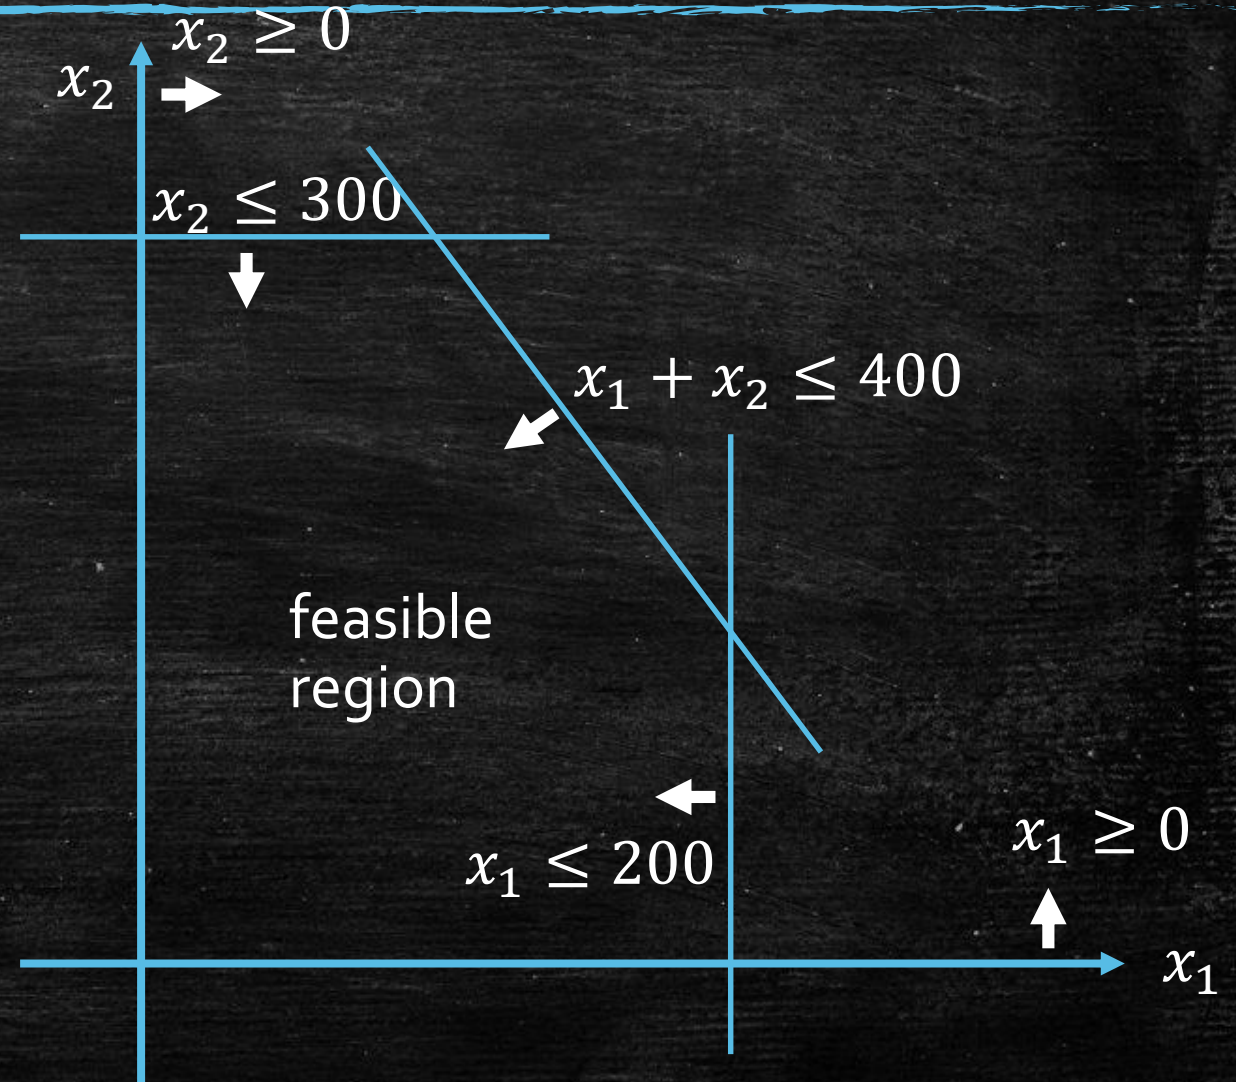 x₂ ≥ 0
x₂
x₂ ≤ 300
x₁ + x₂ ≤ 400
feasible
region
x₁ ≥ 0
x₁ ≤ 200
x₁